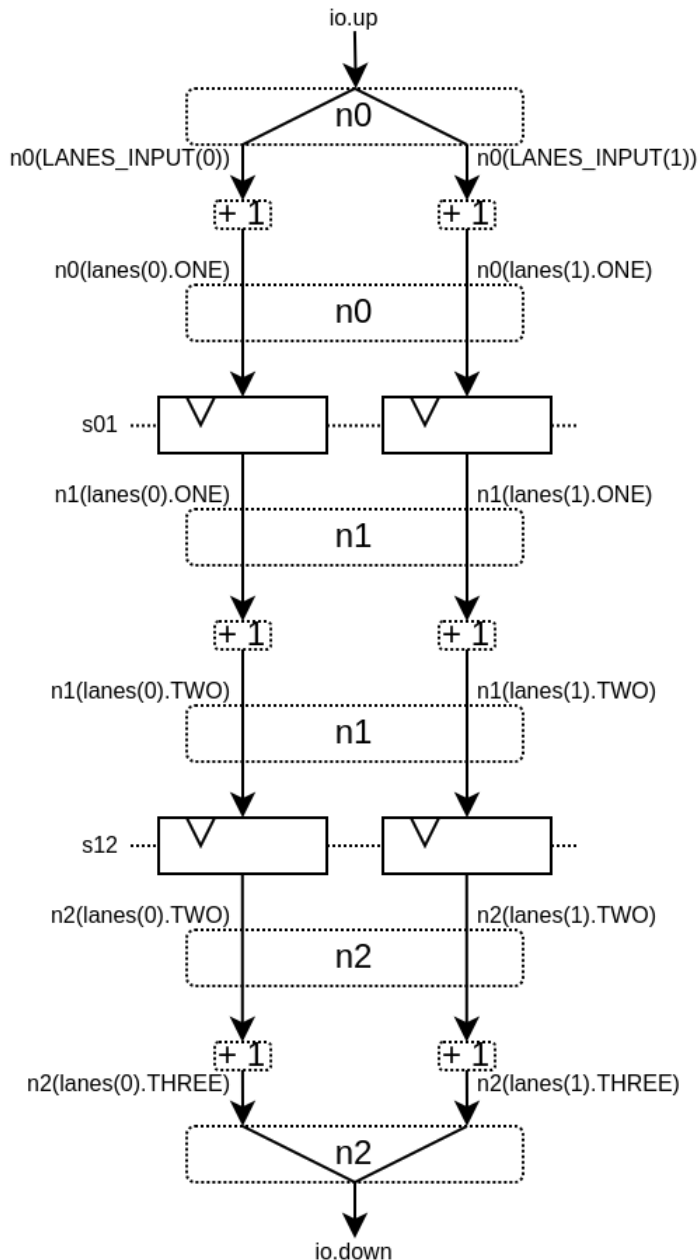 io.up
n0
n0(LANES_INPUT(0)) n0(LANES_INPUT(1))
+ 1 + 1
n0(lanes(0).ONE) n0(lanes(1).ONE)
n0
s01
n1(lanes(0).ONE) n1(lanes(1).ONE)
n1
+ 1 + 1
n1(lanes(0).TWO) n1(lanes(1).TWO)
n1
s12
n2(lanes(0).TWO) n2(lanes(1).TWO)
n2
+ 1 + 1
n2(lanes(0).THREE) n2(lanes(1).THREE)
n2
io.down